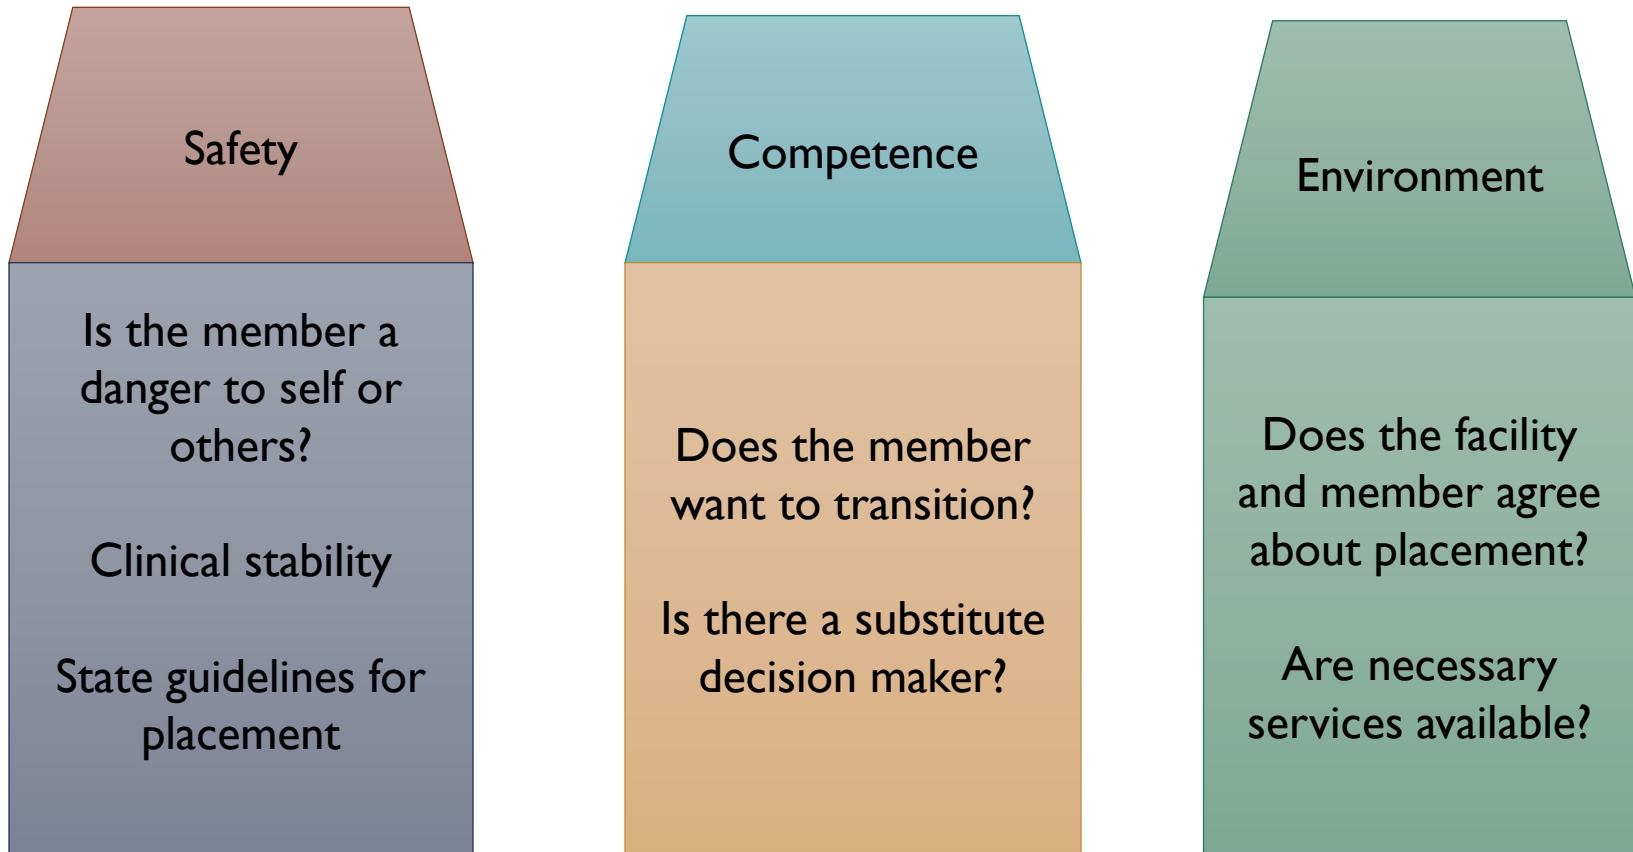 Safety
Is the member a
danger to self or
others?
Clinical stability
State guidelines for
placement
Competence
Does the member
want to transition?
Is there a substitute
decision maker?
Environment
Does the facility
and member agree
about placement?
Are necessary
services available?